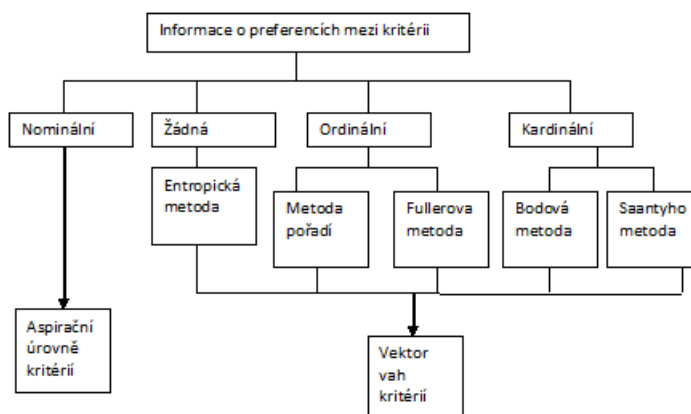 Informace o preferencích mezi kritérii
Nominální
Žádná
Ordinální
Kardinální
Entropická
metoda
Metoda
pořadí
Fullerova
metoda
Bodová
metoda
Saantyho
metoda
Aspirační
úrovně
kritérií
Vektor
vah
kritérií